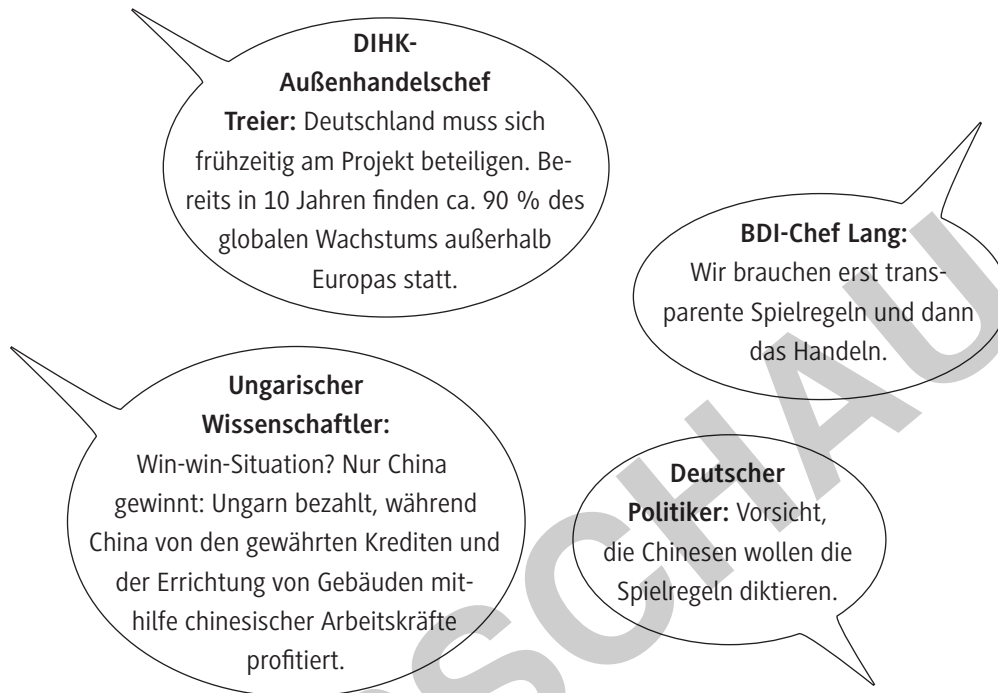 DIHK-
Außenhandelschef
Treier: Deutschland muss sich
frühzeitig am Projekt beteiligen. Be-
reits in 10 Jahren finden ca. 90 % des
globalen Wachstums außerhalb
Europas statt.
BDI-Chef Lang:
Wir brauchen erst trans-
parente Spielregeln und dann
das Handeln.
Ungarischer
Wissenschaftler:
Win-win-Situation? Nur China
gewinnt: Ungarn bezahlt, während
China von den gewährten Krediten und
der Errichtung von Gebäuden mit-
hilfe chinesischer Arbeitskräfte
profitiert.
Deutscher
Politiker: Vorsicht,
die Chinesen wollen die
Spielregeln diktieren.
SCHAU